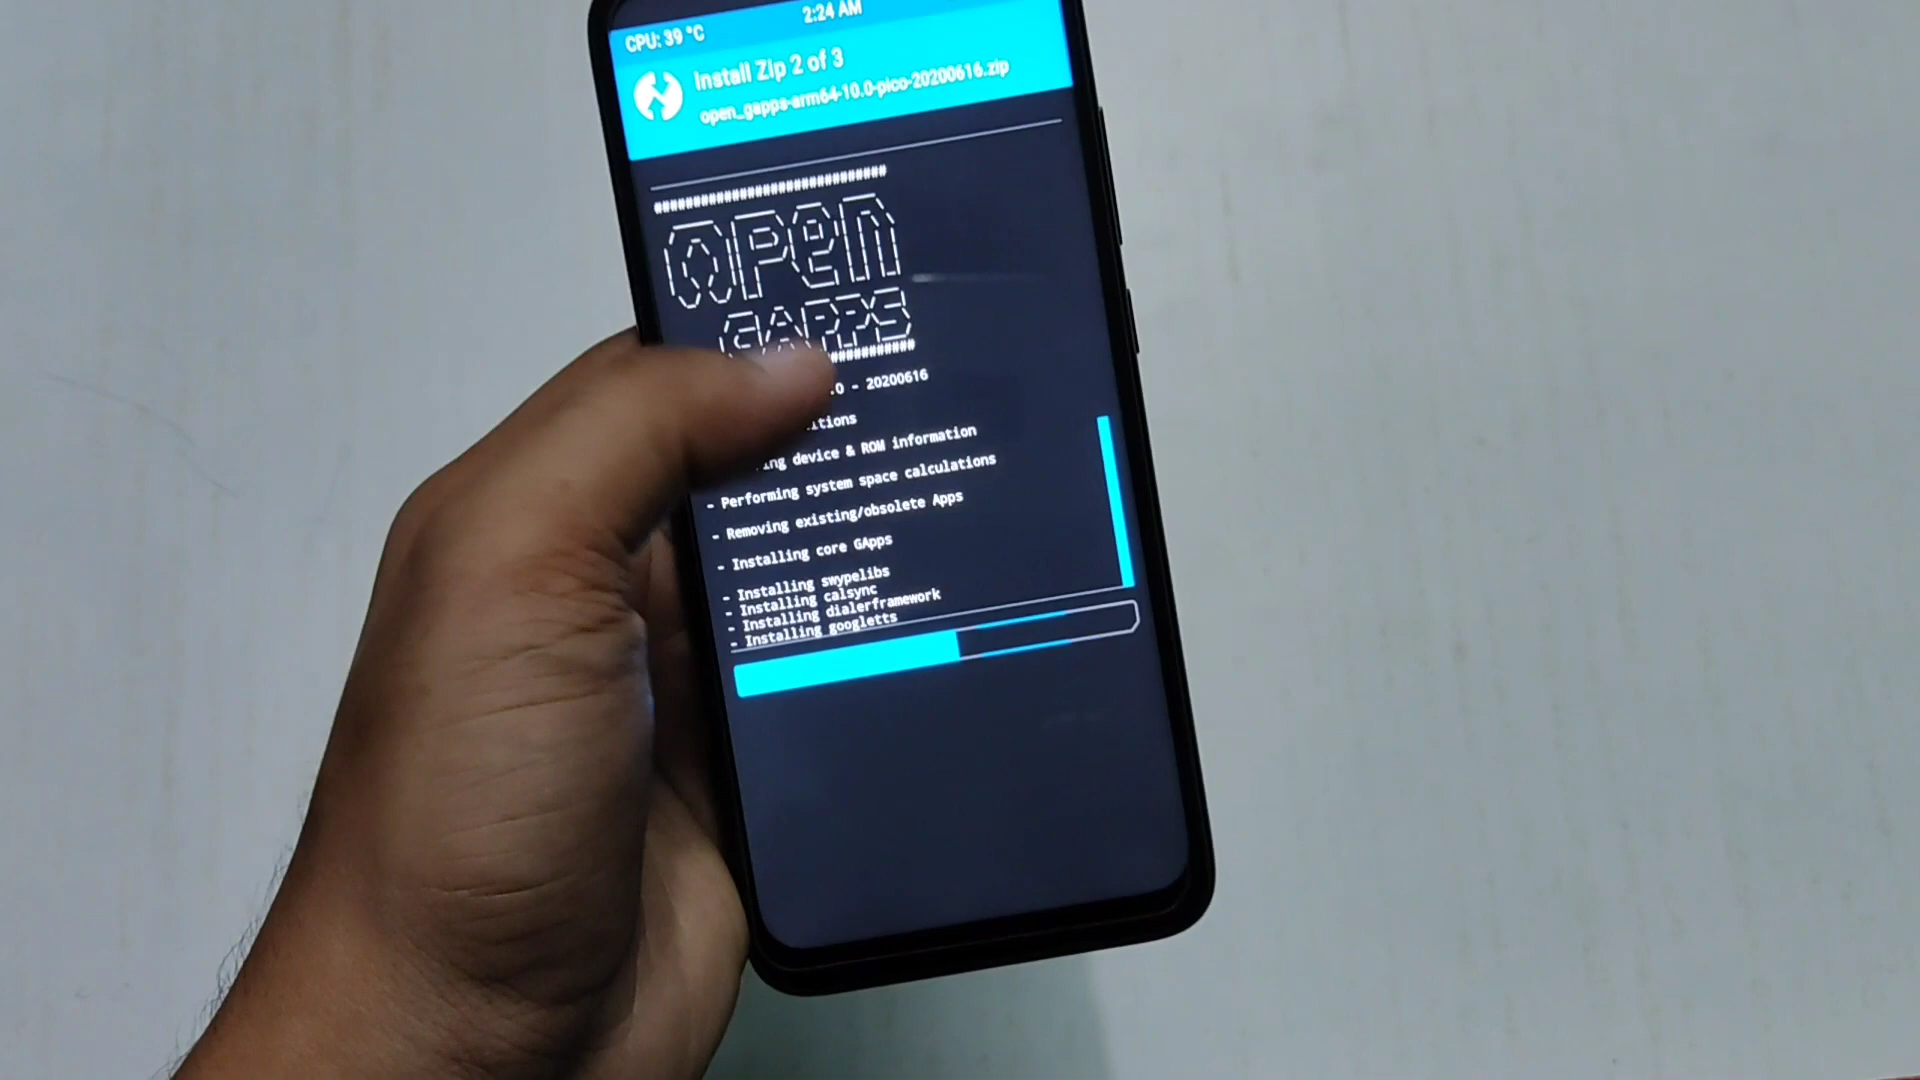 2:24 AM
CPU: 39 °C
Install Zip 2 of 3
open_gapps-arm64-10.0-pico-20200616.zip
##############################
OPEN
GAPPS
.0 - 20200616
itions
ing device & ROM information
- Performing system space calculations
- Removing existing/obsolete Apps
- Installing core GApps
- Installing swypelibs
- Installing calsync
- Installing dialerframework
- Installing googletts